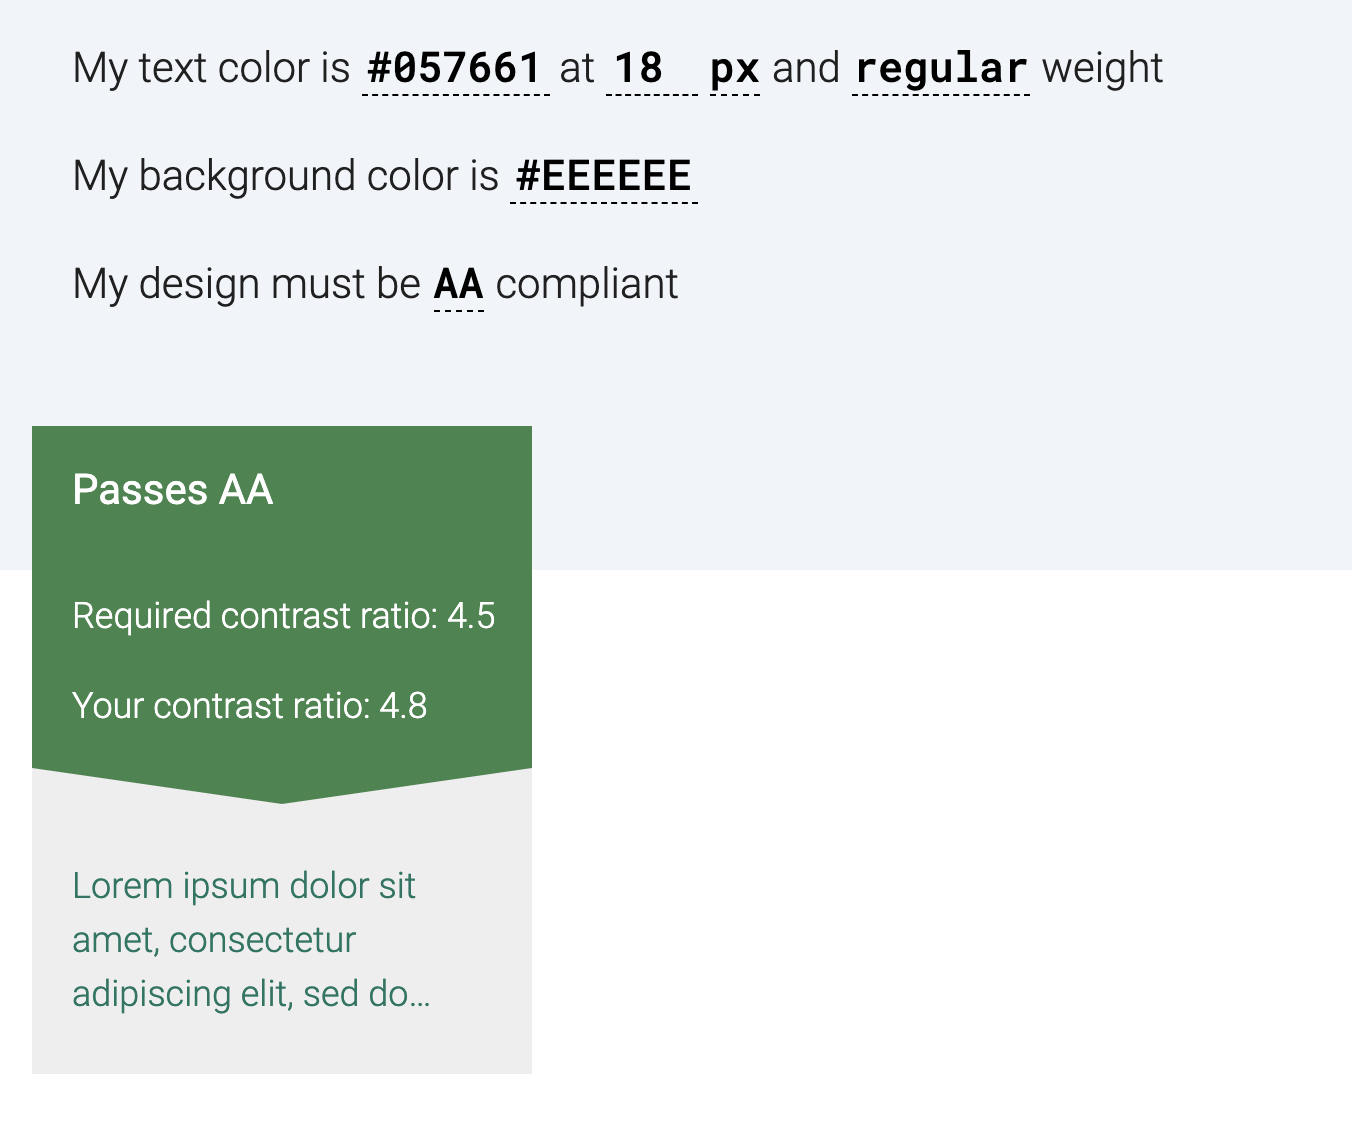 My text color is #057661 at 18 px and regular weight
My background color is #EEEEEE
My design must be AA compliant
Passes AA
Required contrast ratio: 4.5
Your contrast ratio: 4.8
Lorem ipsum dolor sit
amet, consectetur
adipiscing elit, sed do...